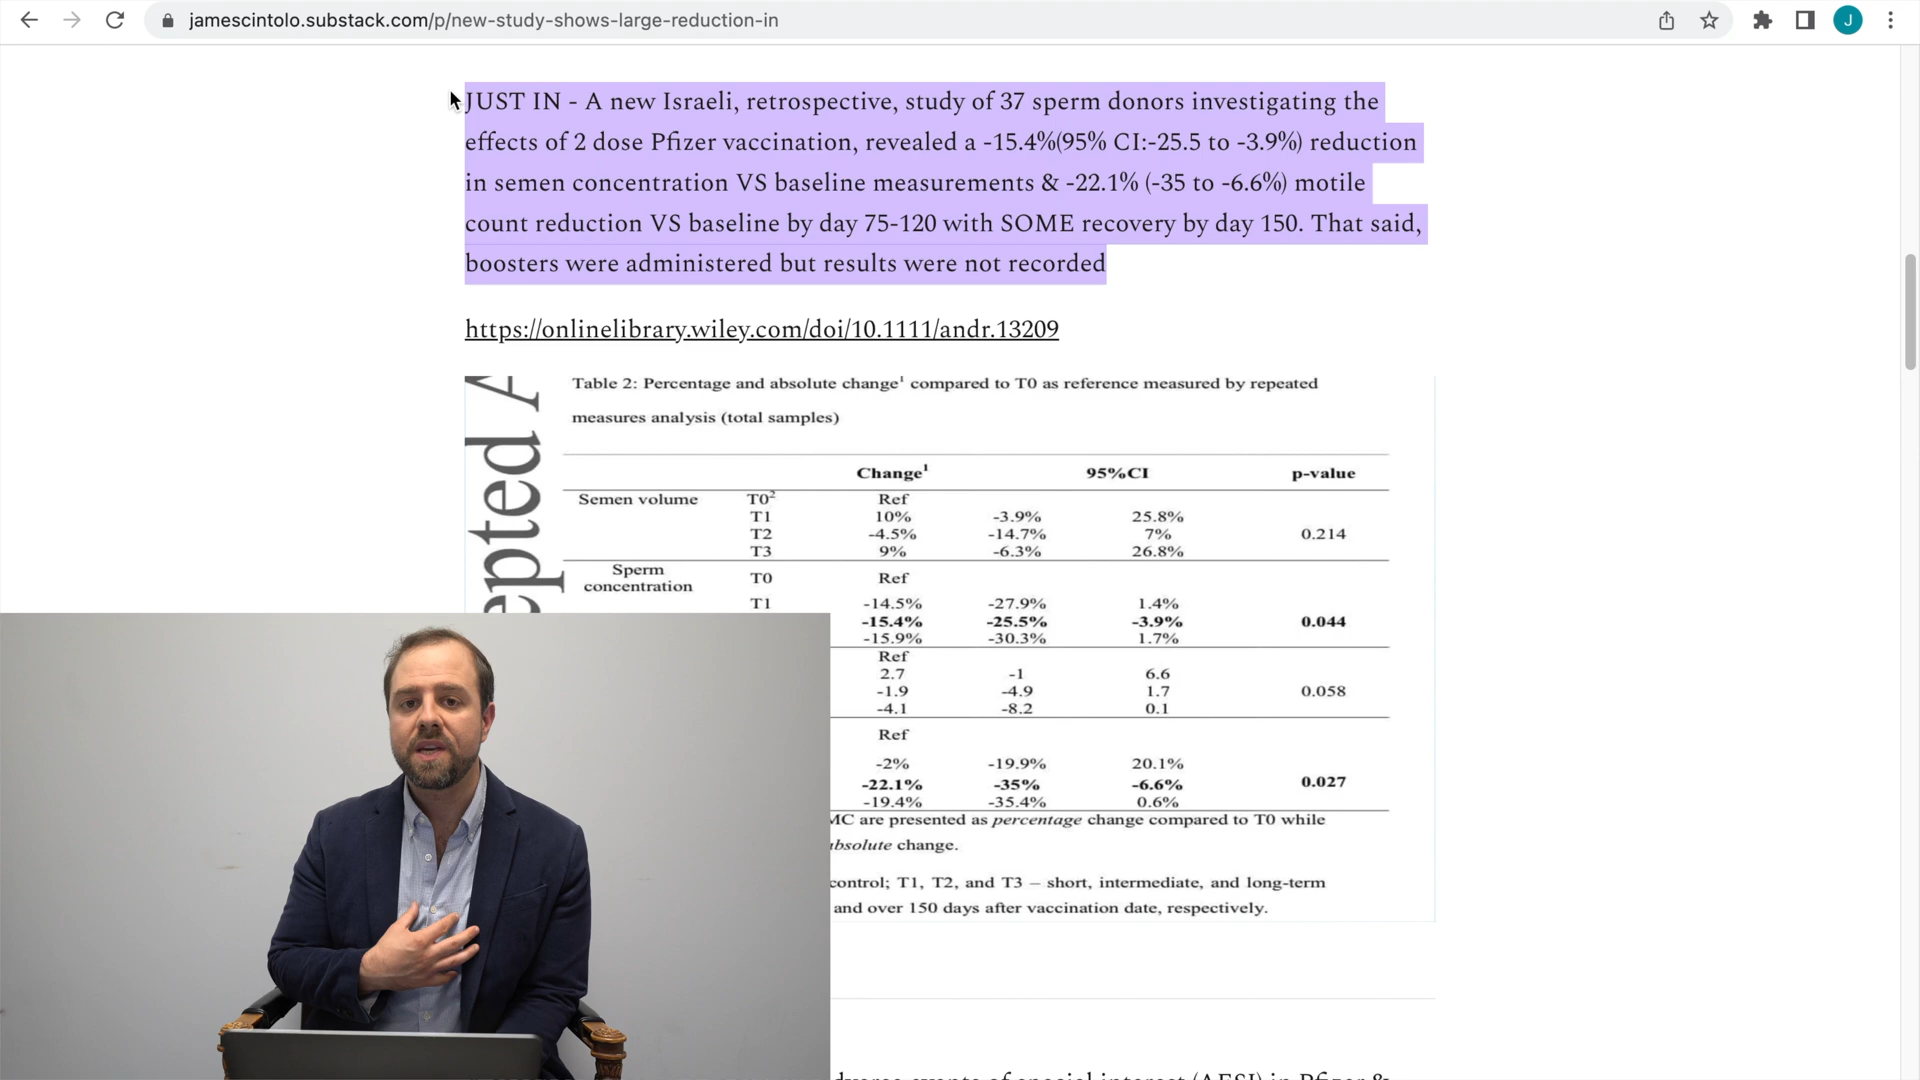 jamescintolo.substack.com/p/new-study-shows-large-reduction-in
J
JUST IN - A new Israeli, retrospective, study of 37 sperm donors investigating the
effects of 2 dose Pfizer vaccination, revealed a -15.4%(95% CI:-25.5 to -3.9%) reduction
in semen concentration VS baseline measurements & -22.1% (-35 to -6.6%) motile
count reduction VS baseline by day 75-120 with SOME recovery by day 150. That said,
boosters were administered but results were not recorded
https://onlinelibrary.wiley.com/doi/10.1111/andr.13209
epted A
Table 2: Percentage and absolute change¹ compared to T0 as reference measured by repeated
measures analysis (total samples)
Change¹ 95%CI p-value
Semen volume T0² Ref
T1 10% -3.9% 25.8%
T2 -4.5% -14.7% 7% 0.214
T3 9% -6.3% 26.8%
Sperm
concentration T0 Ref
T1 -14.5% -27.9% 1.4%
-15.4% -25.5% -3.9% 0.044
-15.9% -30.3% 1.7%
Ref
2.7 -1 6.6
-1.9 -4.9 1.7 0.058
-4.1 -8.2 0.1
Ref
-2% -19.9% 20.1%
-22.1% -35% -6.6% 0.027
-19.4% -35.4% 0.6%
MC are presented as percentage change compared to T0 while
absolute change.
control; T1, T2, and T3 – short, intermediate, and long-term
and over 150 days after vaccination date, respectively.
dverse events of special interest (AESI) in Pfizer &